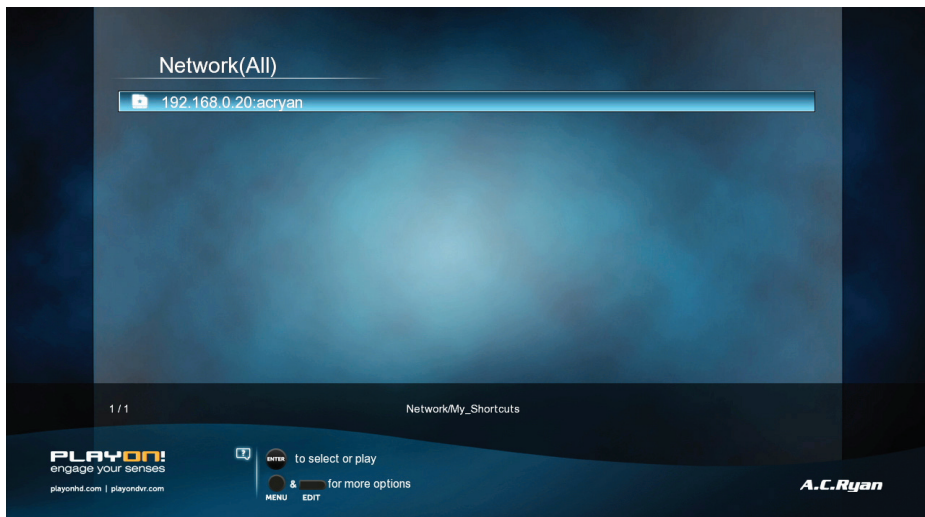 Network(All)
192.168.0.20:acryan
1 / 1
Network/My_Shortcuts
PLAYON!
engage your senses
playonhd.com | playondvr.com
?
ENTER to select or play
& for more options
MENU EDIT
A.C.Ryan